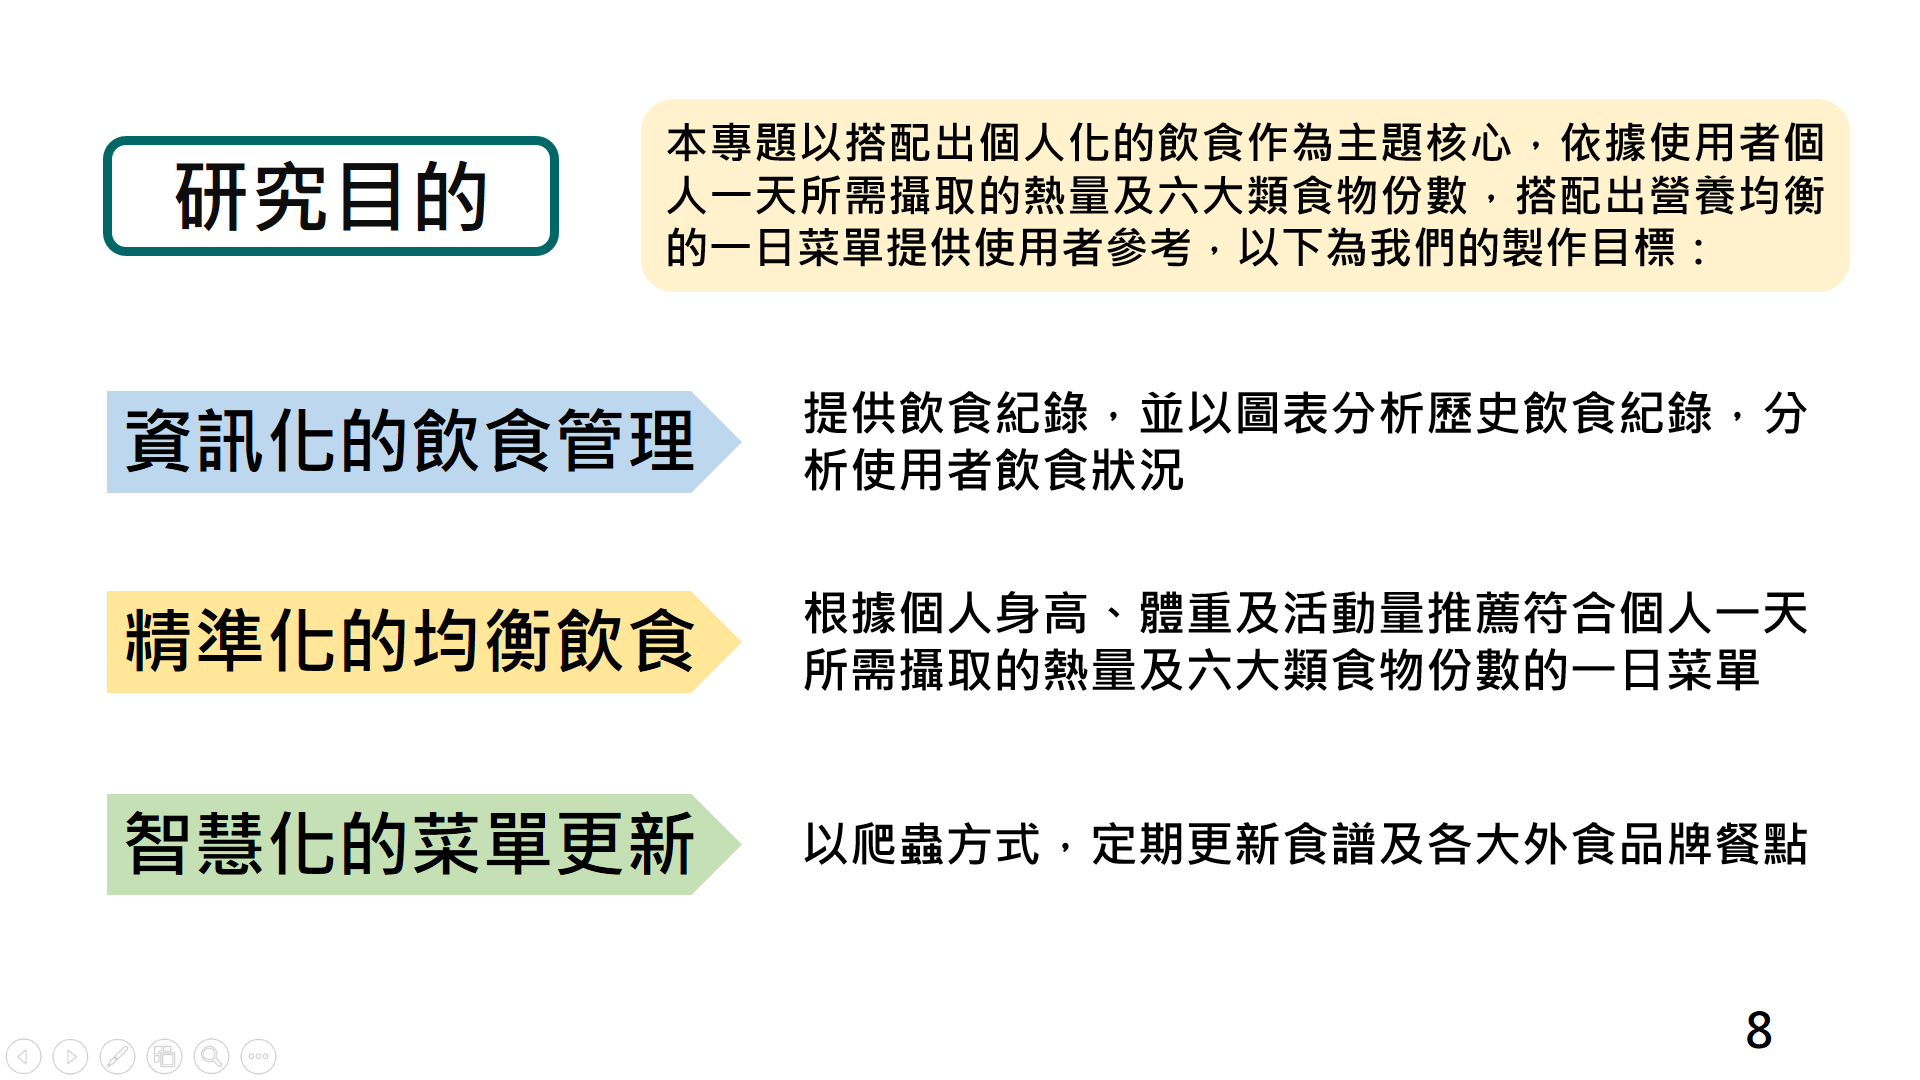 研究目的
本專題以搭配出個人化的飲食作為主題核心，依據使用者個
人一天所需攝取的熱量及六大類食物份數，搭配出營養均衡
的一日菜單提供使用者參考，以下為我們的製作目標：
資訊化的飲食管理
提供飲食紀錄，並以圖表分析歷史飲食紀錄，分
析使用者飲食狀況
精準化的均衡飲食
根據個人身高、體重及活動量推薦符合個人一天
所需攝取的熱量及六大類食物份數的一日菜單
智慧化的菜單更新
以爬蟲方式，定期更新食譜及各大外食品牌餐點
8